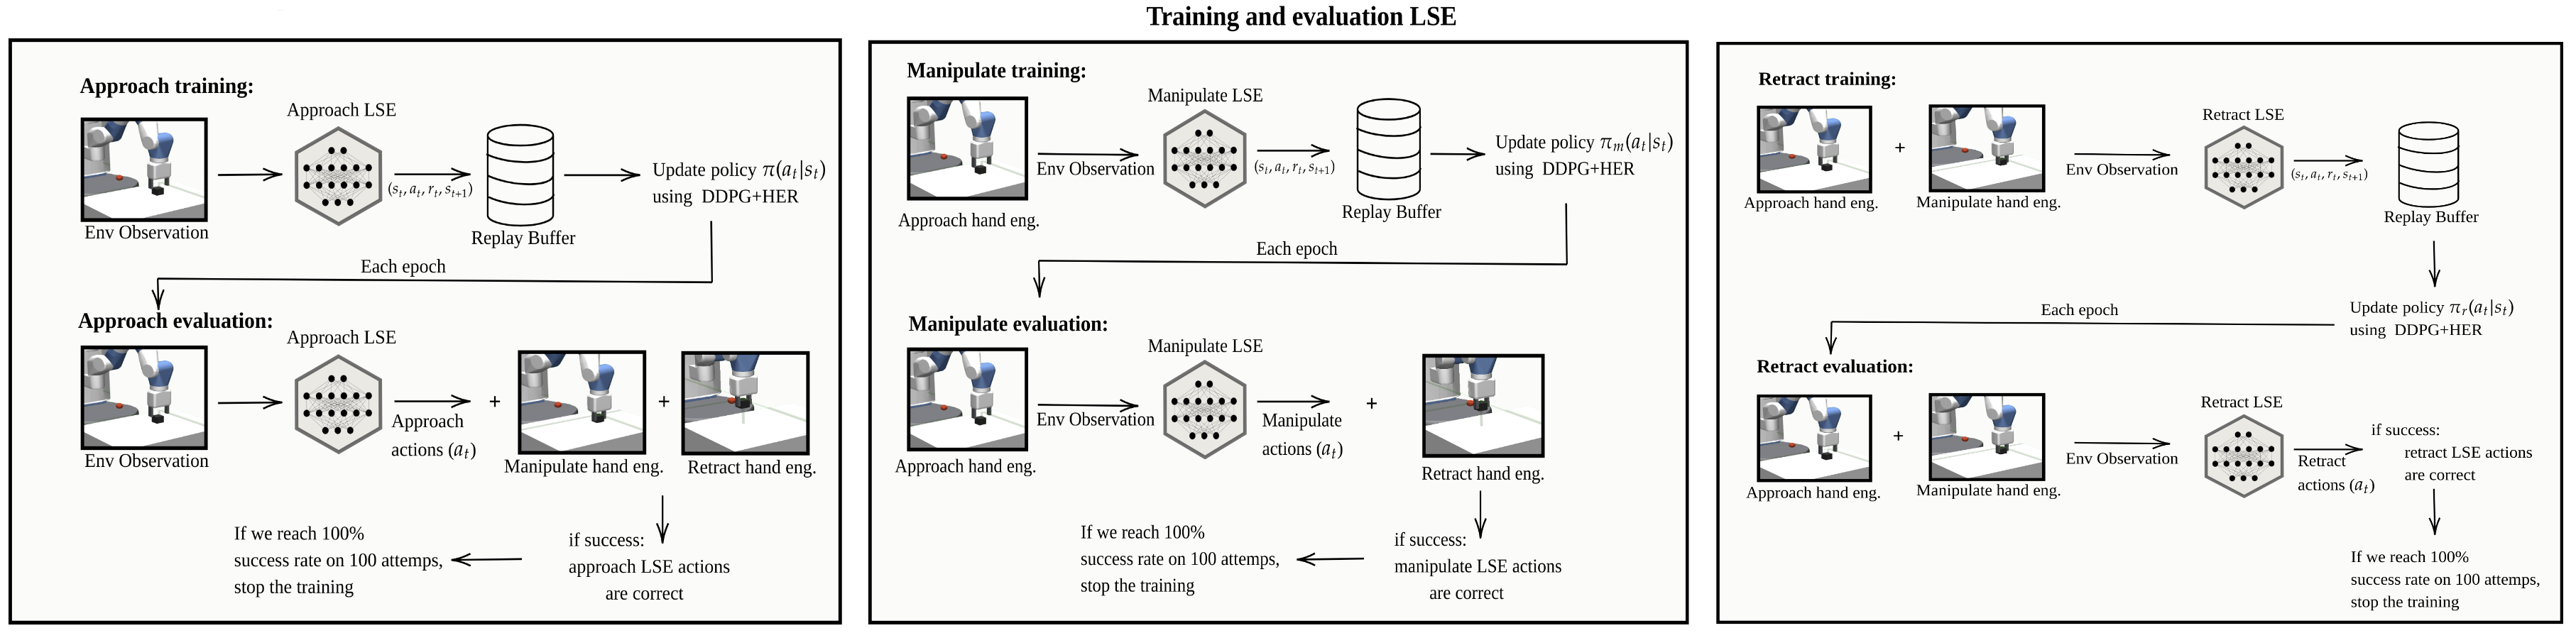 Training and evaluation LSE
Approach training:
Approach LSE
(s_t, a_t, r_t, s_{t+1})
Env Observation
Replay Buffer
Update policy π(a_t|s_t)
using DDPG+HER
Each epoch
Approach evaluation:
Approach LSE
Env Observation
Approach
actions (a_t)
+
Manipulate hand eng.
+
Retract hand eng.
if success:
approach LSE actions
are correct
If we reach 100%
success rate on 100 attemps,
stop the training
Manipulate training:
Approach hand eng.
Env Observation
Manipulate LSE
(s_t, a_t, r_t, s_{t+1})
Replay Buffer
Update policy π_m(a_t|s_t)
using DDPG+HER
Each epoch
Manipulate evaluation:
Approach hand eng.
Env Observation
Manipulate LSE
Manipulate
actions (a_t)
+
Retract hand eng.
if success:
manipulate LSE actions
are correct
If we reach 100%
success rate on 100 attemps,
stop the training
Retract training:
Approach hand eng.
+
Manipulate hand eng.
Env Observation
Retract LSE
(s_t, a_t, r_t, s_{t+1})
Replay Buffer
Update policy π_r(a_t|s_t)
using DDPG+HER
Each epoch
Retract evaluation:
Approach hand eng.
+
Manipulate hand eng.
Env Observation
Retract LSE
Retract
actions (a_t)
if success:
retract LSE actions
are correct
If we reach 100%
success rate on 100 attemps,
stop the training